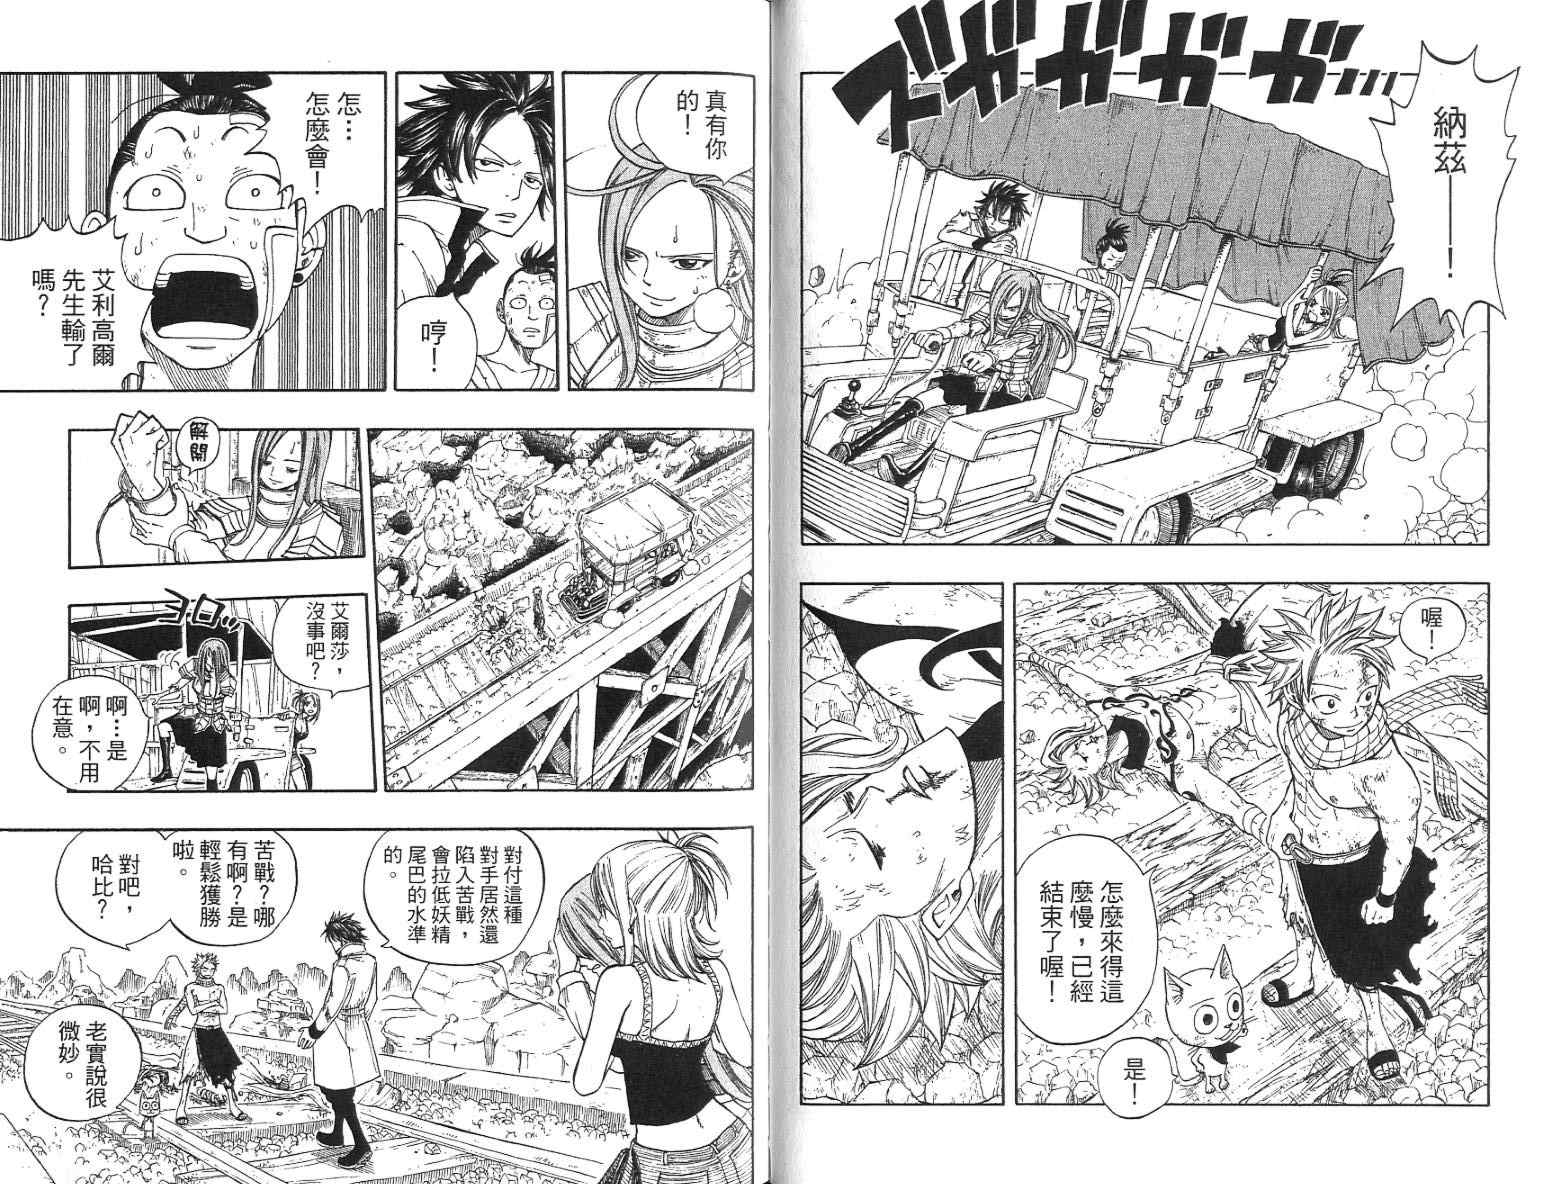 ズガガガガ…
納茲——！
喔！
怎麼來得這
麼慢，已經
結束了喔！
是！
真有你
的！
哼！
怎…
怎麼會！
艾利高爾
先生輸了
嗎？
解開
艾爾莎，
沒事吧？
ヨロッ
啊…是
啊，不用
在意。
對付這種
對手居然還
陷入苦戰，
會拉低妖精
尾巴的水準
的。
苦戰？哪
有啊？是
輕鬆獲勝
啦。
對吧，
哈比？
老實說很
微妙。